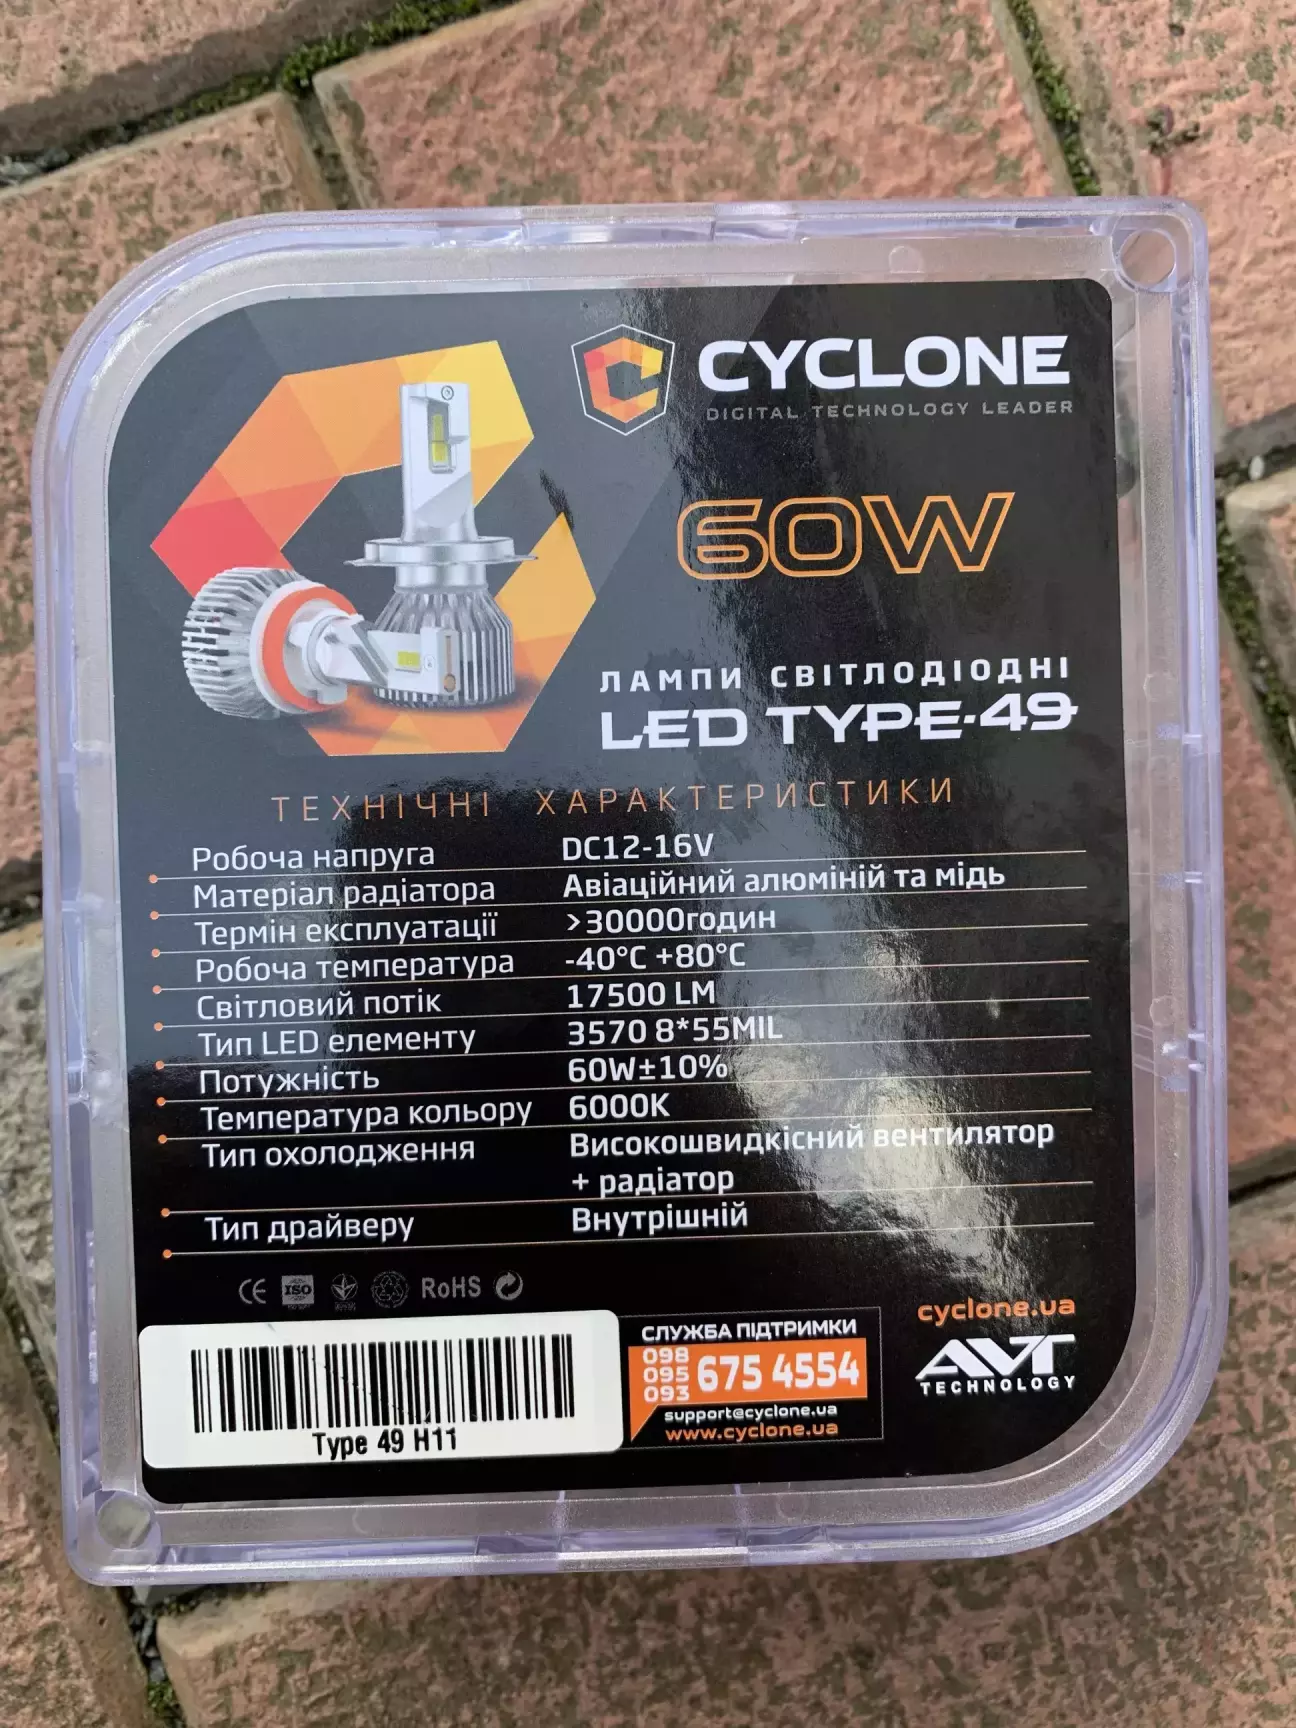 CYCLONE
DIGITAL TECHNOLOGY LEADER
60W
ЛАМПИ СВІТЛОДІОДНІ
LED TYPE-49
ТЕХНІЧНІ ХАРАКТЕРИСТИКИ
Робоча напруга DC12-16V
Матеріал радіатора Авіаційний алюміній та мідь
Термін експлуатації >30000годин
Робоча температура -40°C +80°C
Світловий потік 17500 LM
Тип LED елементу 3570 8*55MIL
Потужність 60W±10%
Температура кольору 6000K
Тип охолодження Високошвидкісний вентилятор
+ радіатор
Тип драйверу Внутрішній
CE ISO RoHS
cyclone.ua
AVT
TECHNOLOGY
СЛУЖБА ПІДТРИМКИ
098
095 675 4554
093
support@cyclone.ua
www.cyclone.ua
Type 49 H11